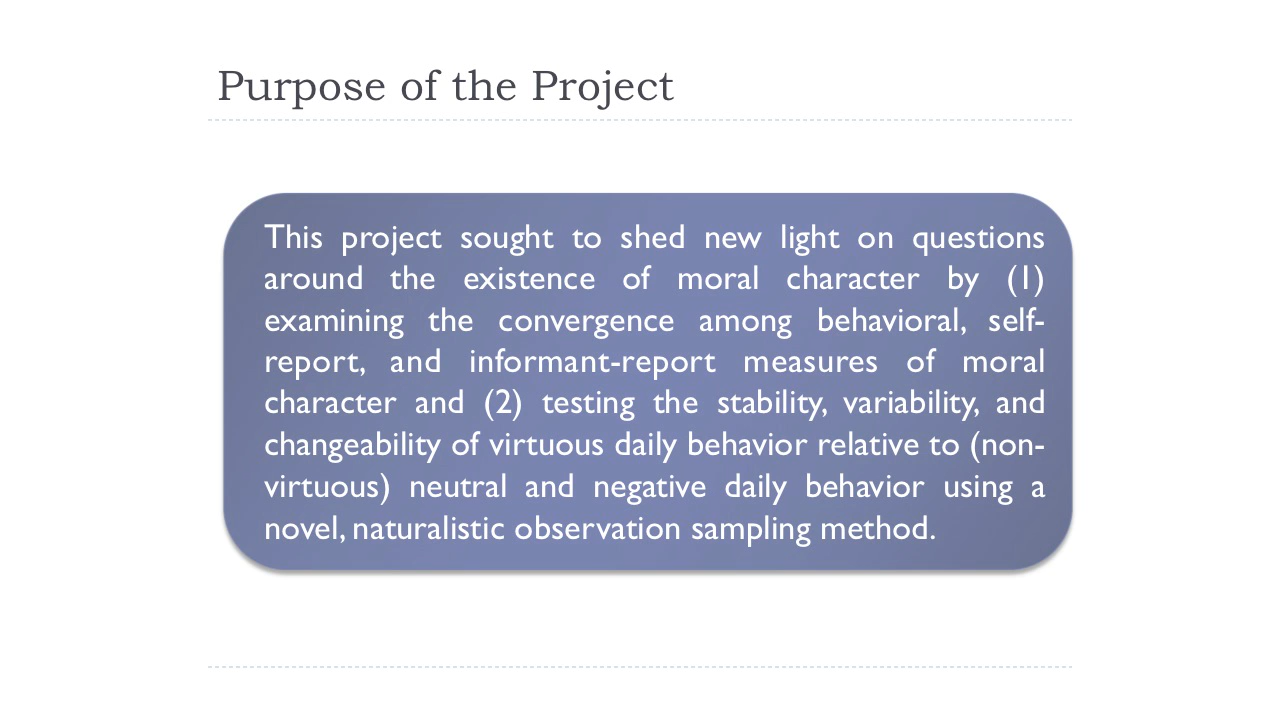 Purpose of the Project
This project sought to shed new light on questions
around the existence of moral character by (1)
examining the convergence among behavioral, self-
report, and informant-report measures of moral
character and (2) testing the stability, variability, and
changeability of virtuous daily behavior relative to (non-
virtuous) neutral and negative daily behavior using a
novel, naturalistic observation sampling method.